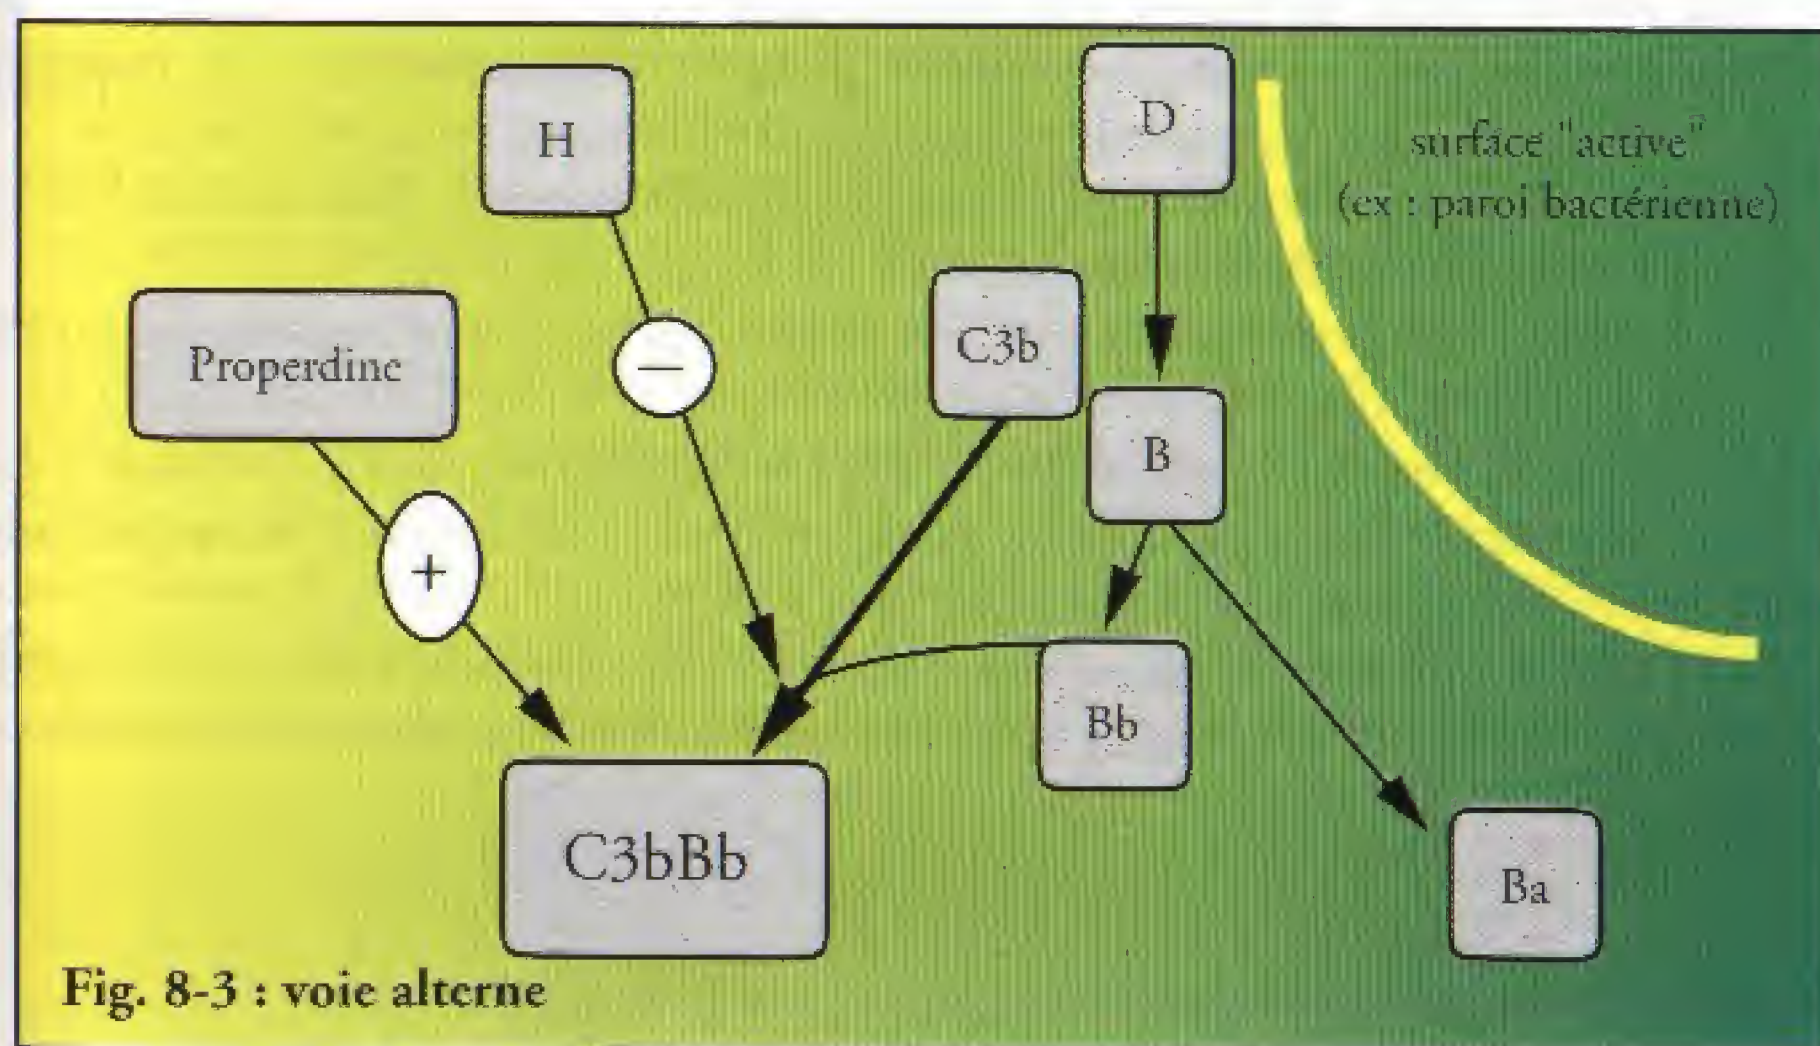 H
D
surface "active"
(ex : paroi bactérienne)
Properdine
−
C3b
B
+
Bb
C3bBb
Ba
Fig. 8-3 : voie alterne